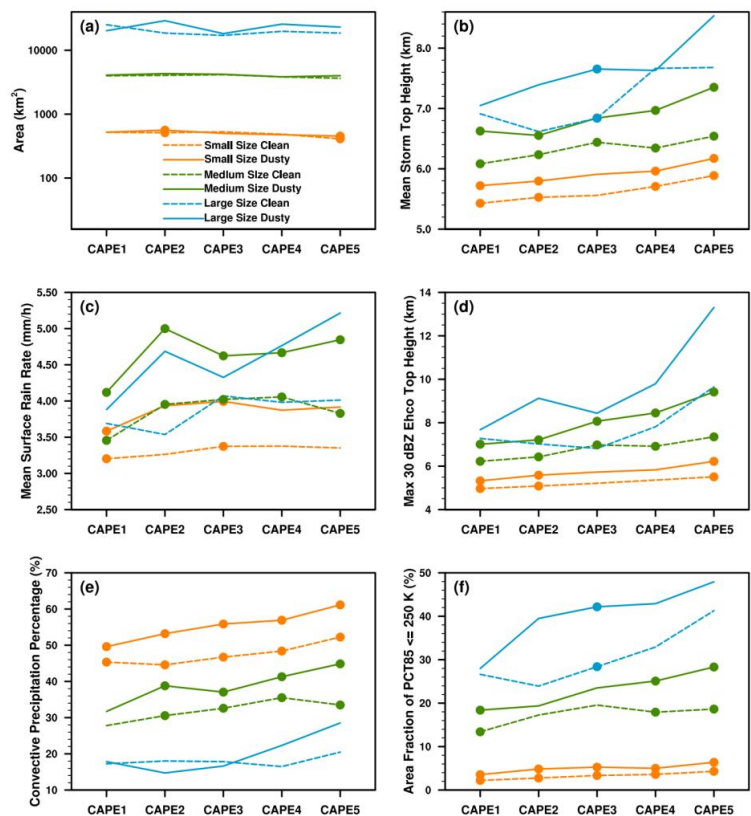 (a)
Area (km²)
10000
1000
100
Small Size Clean
Small Size Dusty
Medium SIze Clean
Medium Size Dusty
Large Size Clean
Large Size Dusty
CAPE1 CAPE2 CAPE3 CAPE4 CAPE5
(b)
Mean Storm Top Height (km)
8.0
7.0
6.0
5.0
CAPE1 CAPE2 CAPE3 CAPE4 CAPE5
(c)
Mean Surface Rain Rate (mm/h)
5.50
5.00
4.50
4.00
3.50
3.00
2.50
CAPE1 CAPE2 CAPE3 CAPE4 CAPE5
(d)
Max 30 dBZ Ehco Top Height (km)
14
12
10
8
6
4
CAPE1 CAPE2 CAPE3 CAPE4 CAPE5
(e)
Convective Precipitation Percentage (%)
70
60
50
40
30
20
10
CAPE1 CAPE2 CAPE3 CAPE4 CAPE5
(f)
Area Fraction of PCT85 <= 250 K (%)
50
40
30
20
10
0
CAPE1 CAPE2 CAPE3 CAPE4 CAPE5